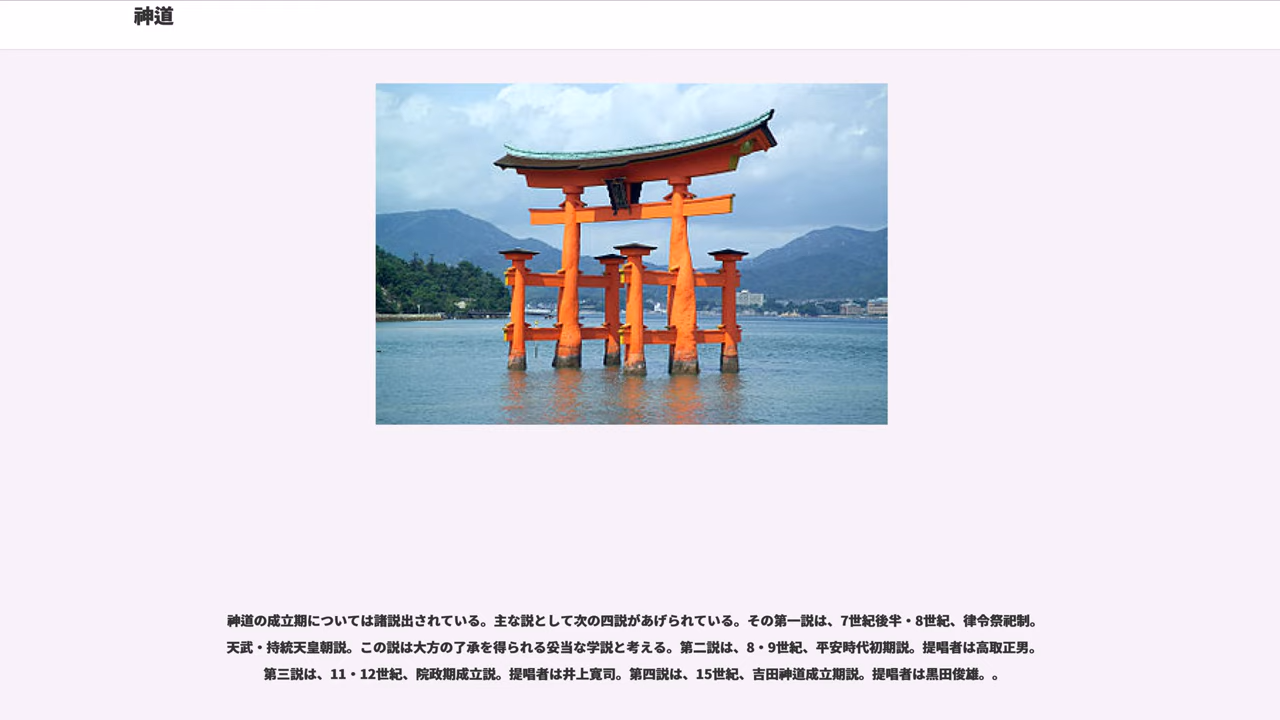 神道
神道の成立期については諸説出されている。主な説として次の四説があげられている。その第一説は、7世紀後半・8世紀、律令祭祀制。
天武・持統天皇朝説。この説は大方の了承を得られる妥当な学説と考える。第二説は、8・9世紀、平安時代初期説。提唱者は高取正男。
第三説は、11・12世紀、院政期成立説。提唱者は井上寛司。第四説は、15世紀、吉田神道成立期説。提唱者は黒田俊雄。。